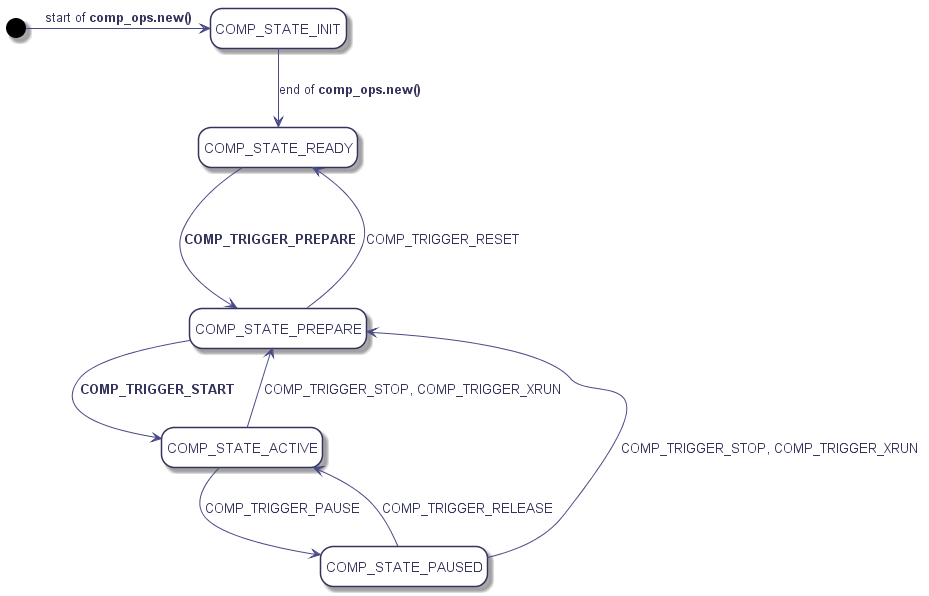 start of comp_ops.new()
COMP_STATE_INIT
end of comp_ops.new()
COMP_STATE_READY
COMP_TRIGGER_PREPARE
COMP_TRIGGER_RESET
COMP_STATE_PREPARE
COMP_TRIGGER_START
COMP_TRIGGER_STOP, COMP_TRIGGER_XRUN
COMP_STATE_ACTIVE
COMP_TRIGGER_STOP, COMP_TRIGGER_XRUN
COMP_TRIGGER_PAUSE
COMP_TRIGGER_RELEASE
COMP_STATE_PAUSED